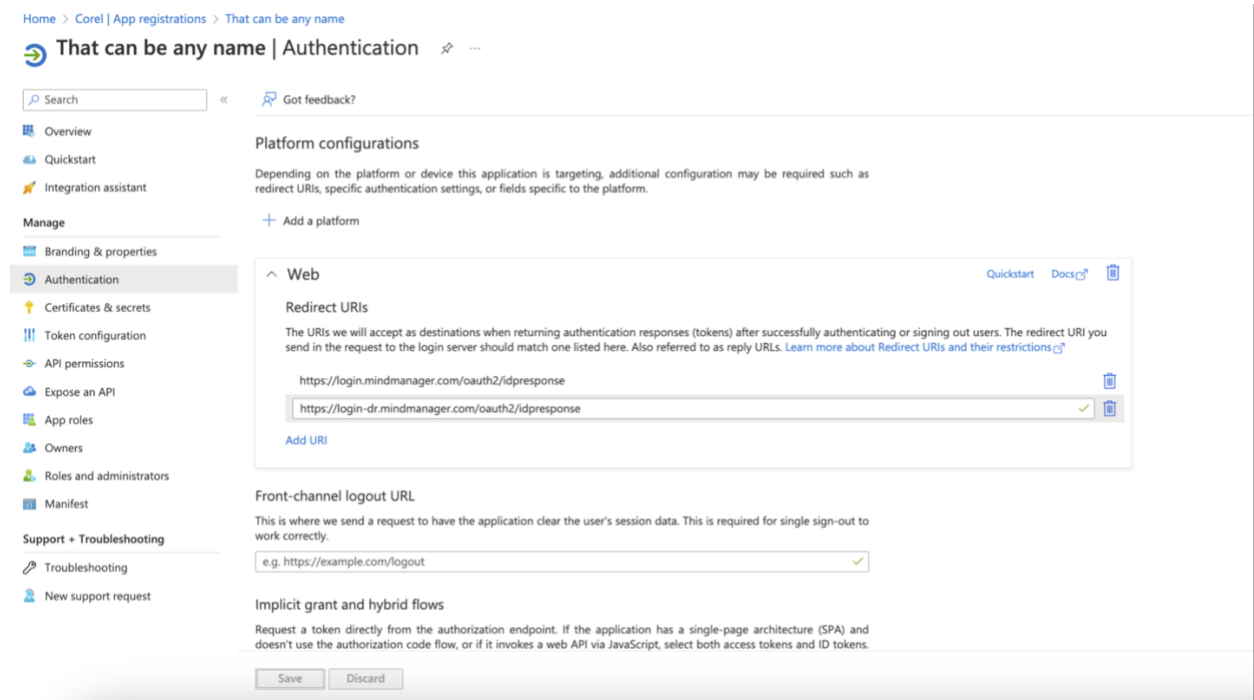 Home > Corel | App registrations > That can be any name
That can be any name | Authentication
Search
Overview
Quickstart
Integration assistant
Manage
Branding & properties
Authentication
Certificates & secrets
Token configuration
API permissions
Expose an API
App roles
Owners
Roles and administrators
Manifest
Support + Troubleshooting
Troubleshooting
New support request
Got feedback?
Platform configurations
Depending on the platform or device this application is targeting, additional configuration may be required such as
redirect URIs, specific authentication settings, or fields specific to the platform.
Add a platform
Web
Quickstart
Docs
Redirect URIs
The URIs we will accept as destinations when returning authentication responses (tokens) after successfully authenticating or signing out users. The redirect URI you
send in the request to the login server should match one listed here. Also referred to as reply URLs. Learn more about Redirect URIs and their restrictions
https://login.mindmanager.com/oauth2/idpresponse
https://login-dr.mindmanager.com/oauth2/idpresponse
Add URI
Front-channel logout URL
This is where we send a request to have the application clear the user's session data. This is required for single sign-out to
work correctly.
e.g. https://example.com/logout
Implicit grant and hybrid flows
Request a token directly from the authorization endpoint. If the application has a single-page architecture (SPA) and
doesn't use the authorization code flow, or if it invokes a web API via JavaScript, select both access tokens and ID tokens.
Save
Discard